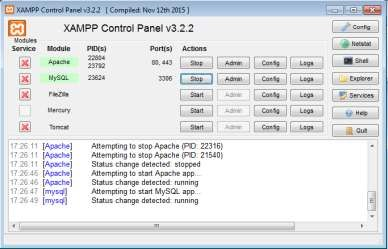 XAMPP Control Panel v3.2.2 [ Compiled: Nov 12th 2015 ]
XAMPP Control Panel v3.2.2
Config
Modules
Service Module PID(s) Port(s) Actions
Netstat
Apache 22804 23792 80, 443 Stop Admin Config Logs
Shell
MySQL 23624 3306 Stop Admin Config Logs
Explorer
FileZilla Start Admin Config Logs
Services
Mercury Start Admin Config Logs
Help
Tomcat Start Admin Config Logs
Quit
17:26:11 [Apache] Attempting to stop Apache (PID: 22316)
17:26:11 [Apache] Attempting to stop Apache (PID: 21540)
17:26:11 [Apache] Status change detected: stopped
17:26:46 [Apache] Attempting to start Apache app...
17:26:46 [Apache] Status change detected: running
17:26:47 [mysql] Attempting to start MySQL app...
17:26:49 [mysql] Status change detected: running